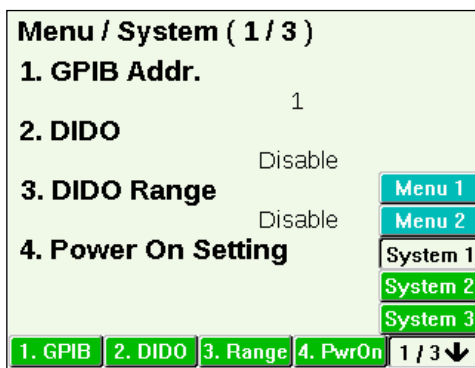 Menu / System ( 1 / 3 )
1. GPIB Addr.
1
2. DIDO
Disable
3. DIDO Range
Disable
4. Power On Setting
Menu 1
Menu 2
System 1
System 2
System 3
1. GPIB 2. DIDO 3. Range 4. PwrOn 1 / 3